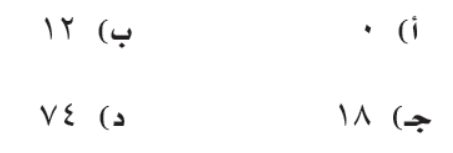 أ) ٠ ب) ١٢
جـ) ١٨ د) ٧٤